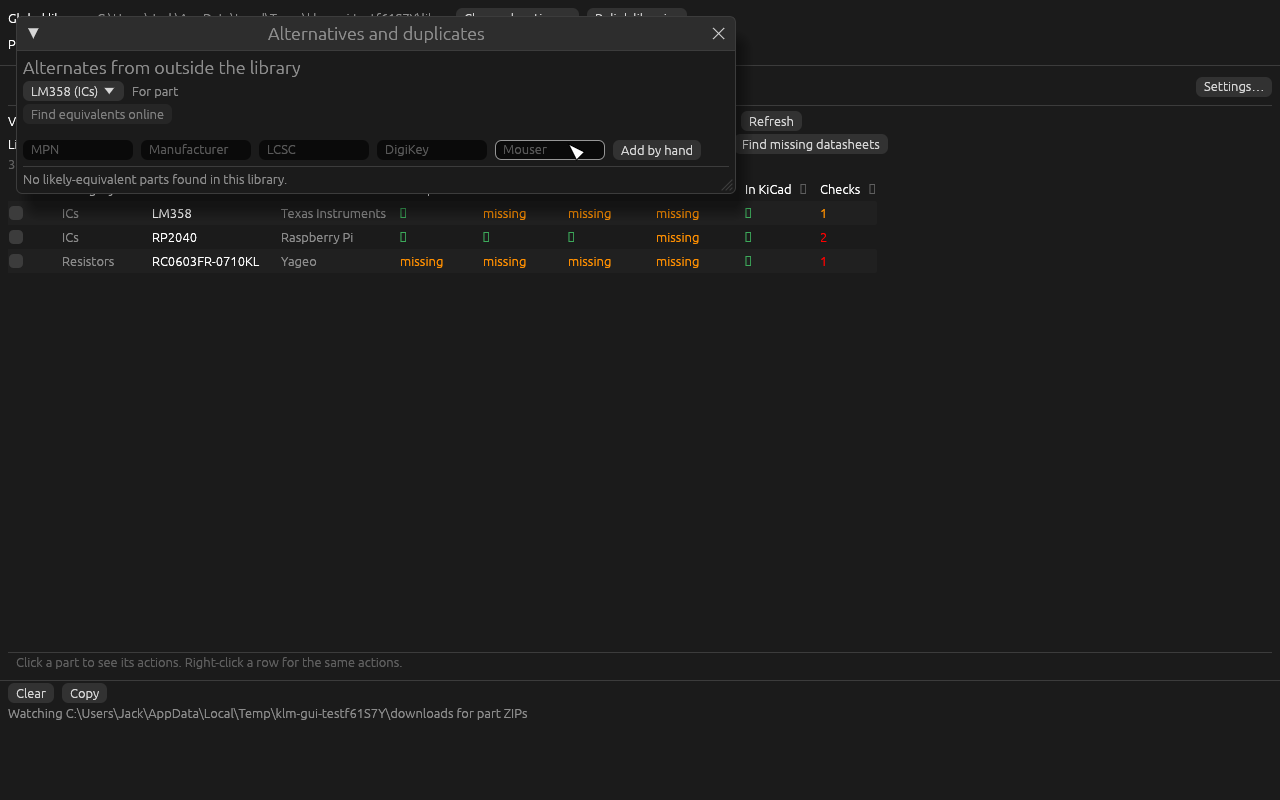 Alternatives and duplicates
Alternates from outside the library
LM358 (ICs) For part
Settings…
Find equivalents online
Refresh
MPN Manufacturer LCSC DigiKey Mouser Add by hand
Find missing datasheets
No likely-equivalent parts found in this library.
In KiCad Checks
ICs LM358 Texas Instruments missing missing missing 1
ICs RP2040 Raspberry Pi missing 2
Resistors RC0603FR-0710KL Yageo missing missing missing missing 1
Click a part to see its actions. Right-click a row for the same actions.
Clear Copy
Watching C:\Users\Jack\AppData\Local\Temp\klm-gui-testf61S7Y\downloads for part ZIPs